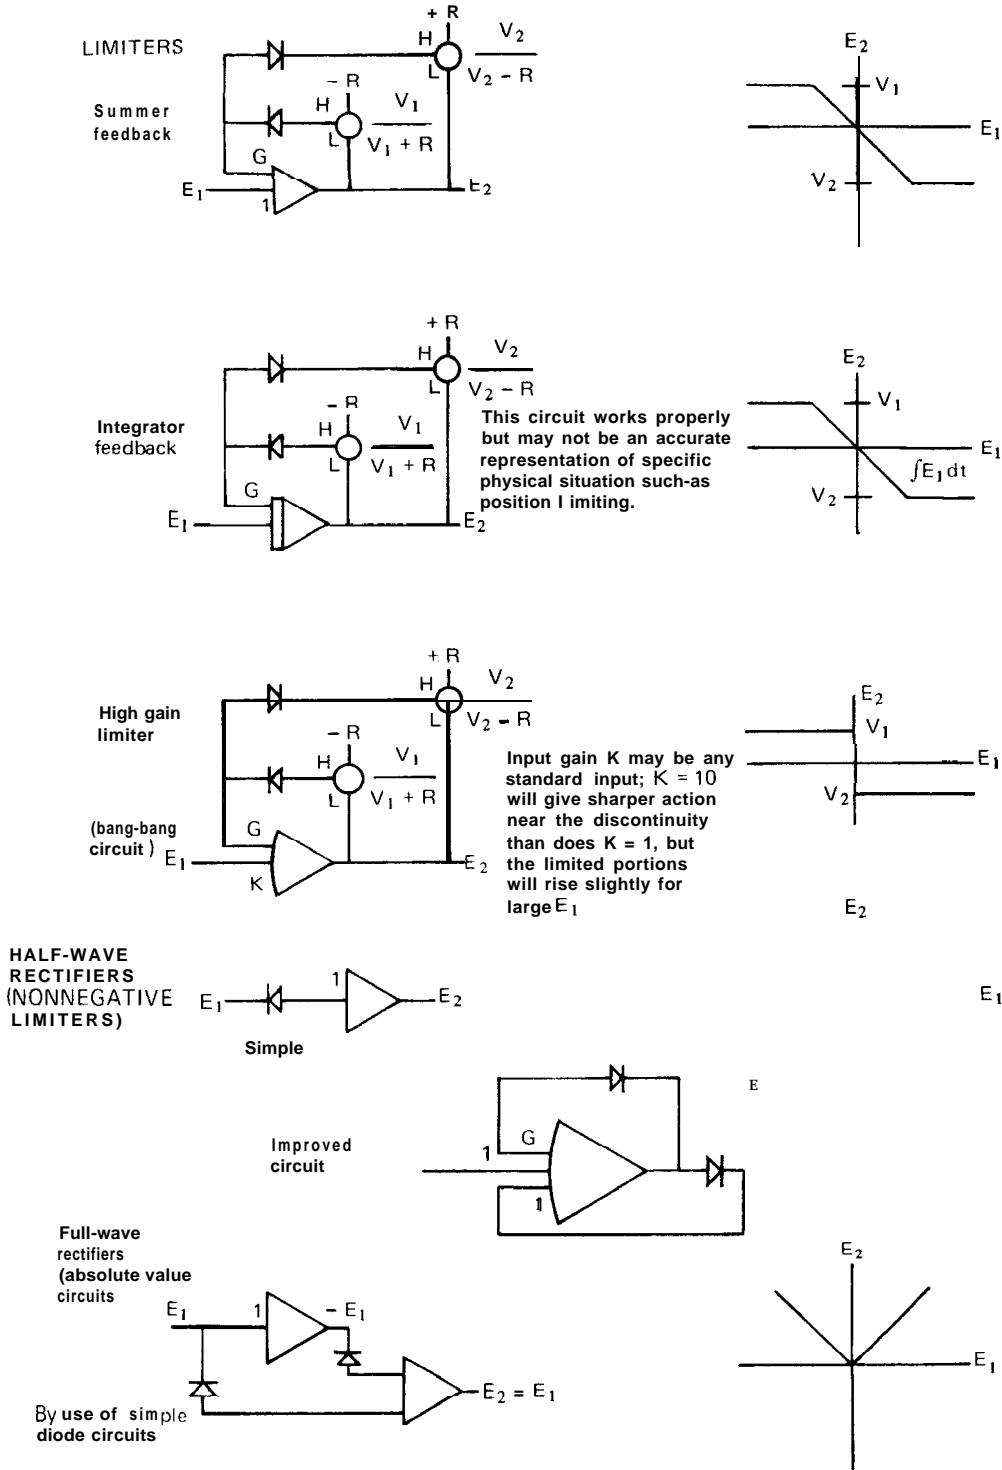 LIMITERS
Summer
feedback
+ R
H
L
V2
V2 – R
– R
H
L
V1
V1 + R
G
E1
1
E2
E2
V1
E1
V2
Integrator
feedback
+ R
H
L
V2
V2 – R
– R
H
L
V1
V1 + R
G
E1
E2
This circuit works properly
but may not be an accurate
representation of specific
physical situation such-as
position I imiting.
E2
V1
E1
∫E1 dt
V2
High gain
limiter
(bang-bang
circuit )
+ R
H
L
V2
V2 – R
– R
H
L
V1
V1 + R
G
E1
K
E2
Input gain K may be any
standard input; K = 10
will give sharper action
near the discontinuity
than does K = 1, but
the limited portions
will rise slightly for
large E1
E2
V1
E1
V2
E2
HALF-WAVE
RECTIFIERS
(NONNEGATIVE
LIMITERS)
E1
1
E2
Simple
E1
E
Improved
circuit
1
G
1
Full-wave
rectifiers
(absolute value
circuits
E1
1
– E1
E2 = E1
By use of simple
diode circuits
E2
E1